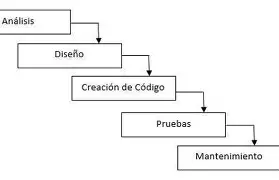 Análisis
Diseño
Creación de Código
Pruebas
Mantenimiento